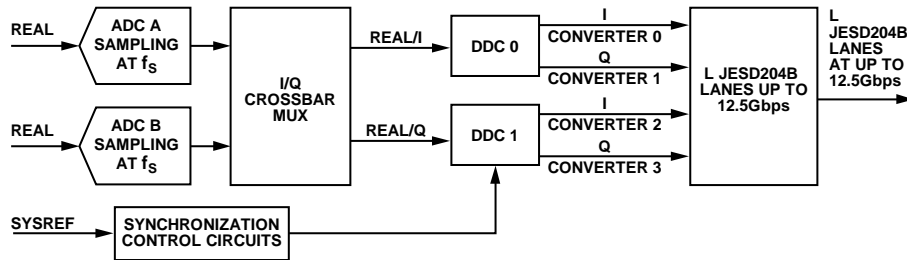 REAL
ADC A
SAMPLING
AT fS
I/Q
CROSSBAR
MUX
REAL/I
DDC 0
I
CONVERTER 0
Q
CONVERTER 1
L JESD204B
LANES UP TO
12.5Gbps
L
JESD204B
LANES
AT UP TO
12.5Gbps
REAL
ADC B
SAMPLING
AT fS
REAL/Q
DDC 1
I
CONVERTER 2
Q
CONVERTER 3
SYSREF
SYNCHRONIZATION
CONTROL CIRCUITS